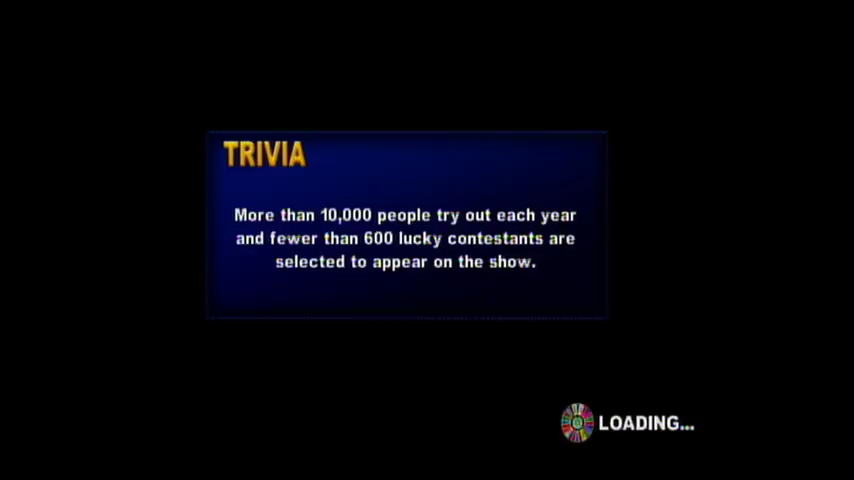 TRIVIA
More than 10,000 people try out each year
and fewer than 600 lucky contestants are
selected to appear on the show.
LOADING...